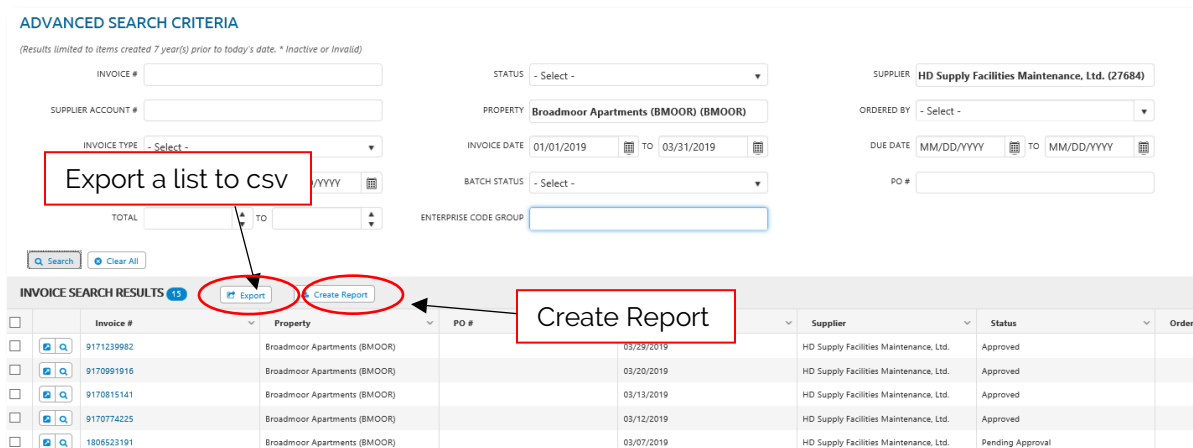 ADVANCED SEARCH CRITERIA
(Results limited to items created 7 year(s) prior to today's date. * Inactive or Invalid)
INVOICE # STATUS - Select - SUPPLIER HD Supply Facilities Maintenance, Ltd. (27684)
SUPPLIER ACCOUNT # PROPERTY Broadmoor Apartments (BMOOR) (BMOOR) ORDERED BY - Select -
INVOICE TYPE - Select - INVOICE DATE 01/01/2019 TO 03/31/2019 DUE DATE MM/DD/YYYY TO MM/DD/YYYY
Export a list to csv /YYYY BATCH STATUS - Select - PO #
TOTAL TO ENTERPRISE CODE GROUP
Search Clear All
INVOICE SEARCH RESULTS 15 Export Create Report
Create Report
Invoice # Property PO # Supplier Status Order
9171239982 Broadmoor Apartments (BMOOR) 03/29/2019 HD Supply Facilities Maintenance, Ltd. Approved
9170991916 Broadmoor Apartments (BMOOR) 03/20/2019 HD Supply Facilities Maintenance, Ltd. Approved
9170815141 Broadmoor Apartments (BMOOR) 03/13/2019 HD Supply Facilities Maintenance, Ltd. Approved
9170774225 Broadmoor Apartments (BMOOR) 03/12/2019 HD Supply Facilities Maintenance, Ltd. Approved
1806523191 Broadmoor Apartments (BMOOR) 03/07/2019 HD Supply Facilities Maintenance, Ltd. Pending Approval